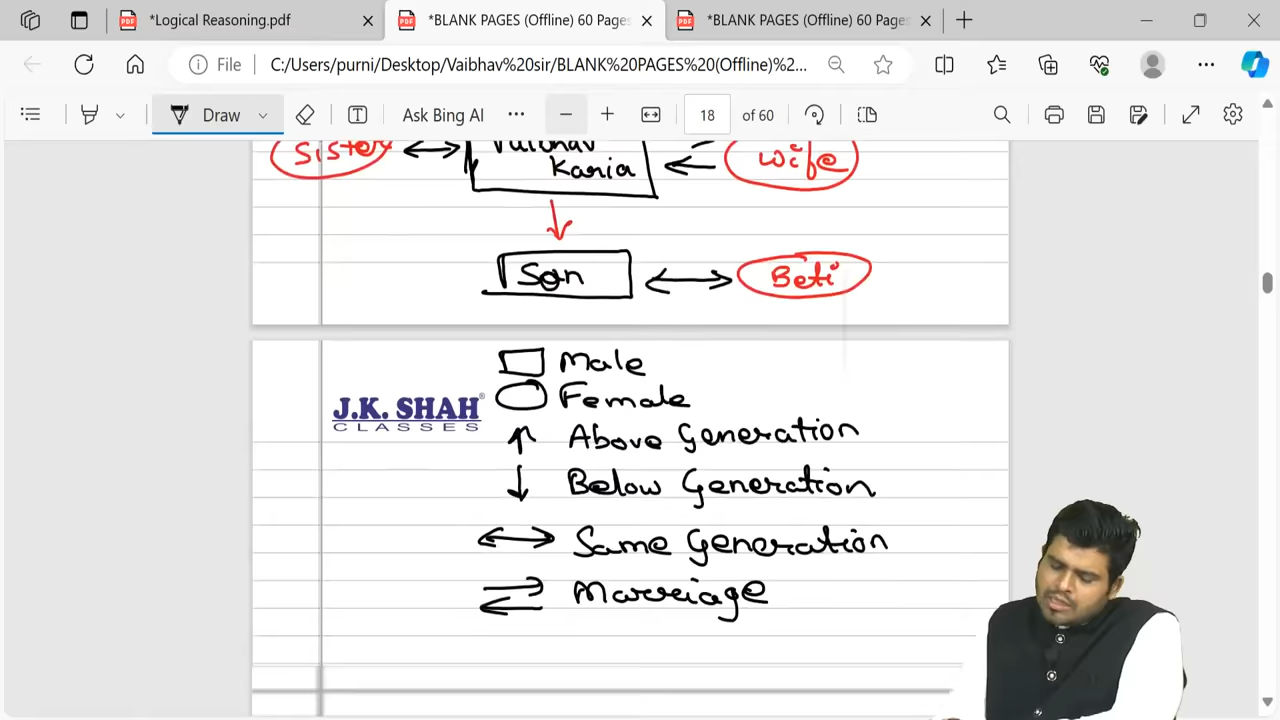 *Logical Reasoning.pdf
*BLANK PAGES (Offline) 60 Pages
*BLANK PAGES (Offline) 60 Page
File
C:/Users/purni/Desktop/Vaibhav%20sir/BLANK%20PAGES%20(Offline)%2...
Draw
Ask Bing AI
18
of 60
Sister
Vaibhav
Karia
Wife
Son
Beti
Male
Female
J.K. SHAH®
CLASSES
Above Generation
Below Generation
Same Generation
Marriage